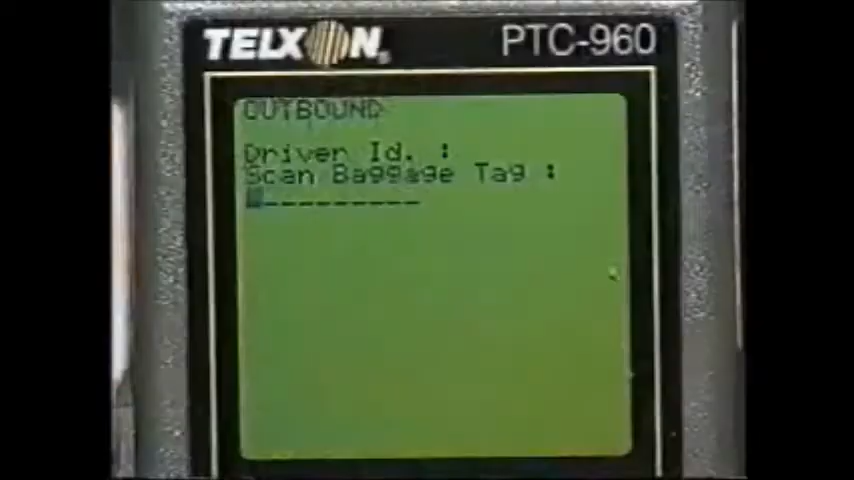 TELXON® PTC-960
OUTBOUND
Driver Id. :
Scan Baggage Tag :